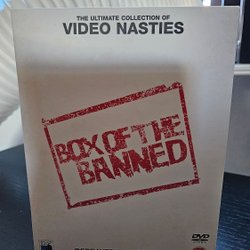 THE ULTIMATE COLLECTION OF
VIDEO NASTIES
BOX OF THE
BANNED
DVD